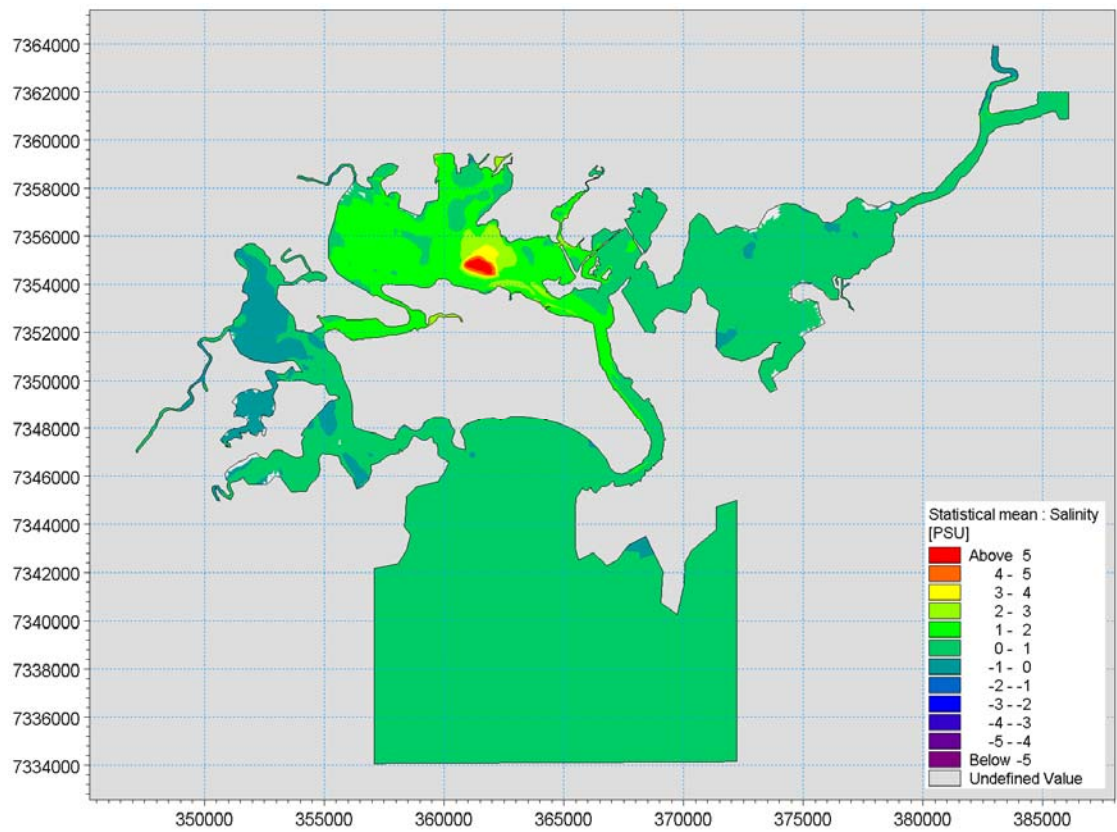 7364000
7362000
7360000
7358000
7356000
7354000
7352000
7350000
7348000
7346000
7344000
7342000
7340000
7338000
7336000
7334000
Statistical mean : Salinity
[PSU]
Above 5
4 - 5
3 - 4
2 - 3
1 - 2
0 - 1
-1 - 0
-2 - -1
-3 - -2
-4 - -3
-5 - -4
Below -5
Undefined Value
350000 355000 360000 365000 370000 375000 380000 385000